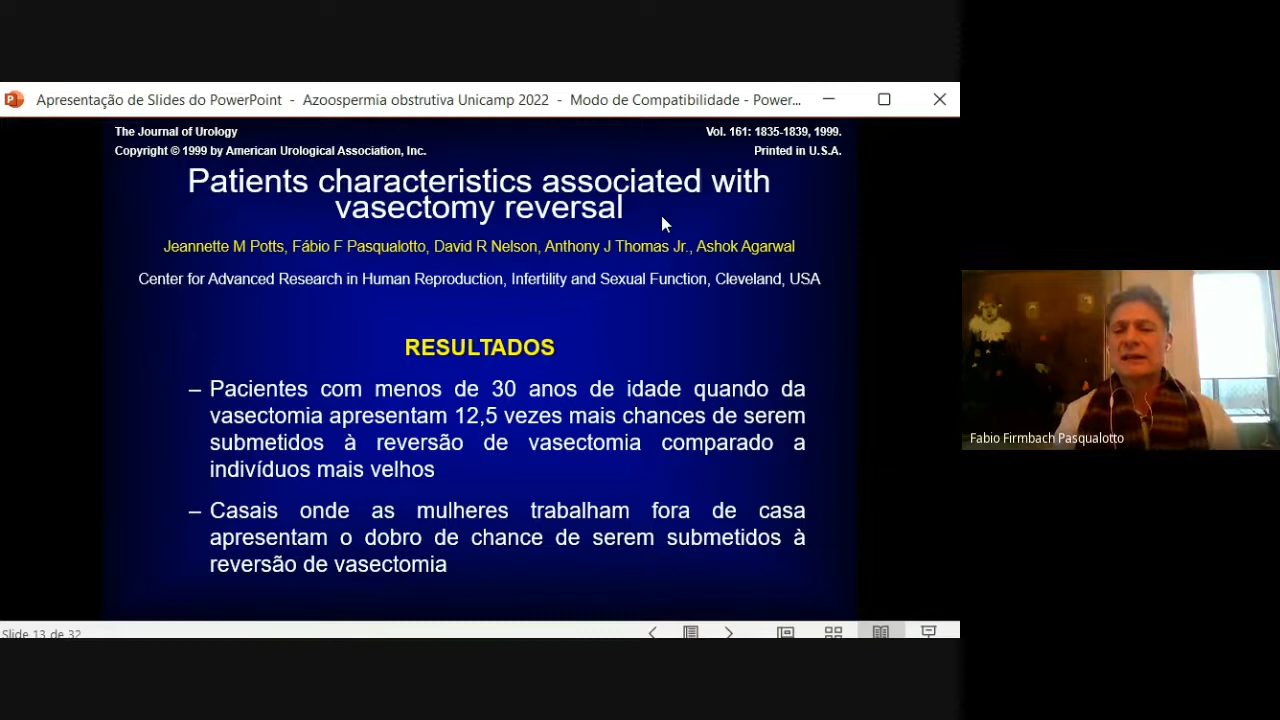 Apresentação de Slides do PowerPoint - Azoospermia obstrutiva Unicamp 2022 - Modo de Compatibilidade - Power...
The Journal of Urology
Vol. 161: 1835-1839, 1999.
Copyright © 1999 by American Urological Association, Inc.
Printed in U.S.A.
Patients characteristics associated with
vasectomy reversal
Jeannette M Potts, Fábio F Pasqualotto, David R Nelson, Anthony J Thomas Jr., Ashok Agarwal
Center for Advanced Research in Human Reproduction, Infertility and Sexual Function, Cleveland, USA
RESULTADOS
– Pacientes com menos de 30 anos de idade quando da
vasectomia apresentam 12,5 vezes mais chances de serem
submetidos à reversão de vasectomia comparado a
indivíduos mais velhos
– Casais onde as mulheres trabalham fora de casa
apresentam o dobro de chance de serem submetidos à
reversão de vasectomia
Slide 13 de 32
Fabio Firmbach Pasqualotto